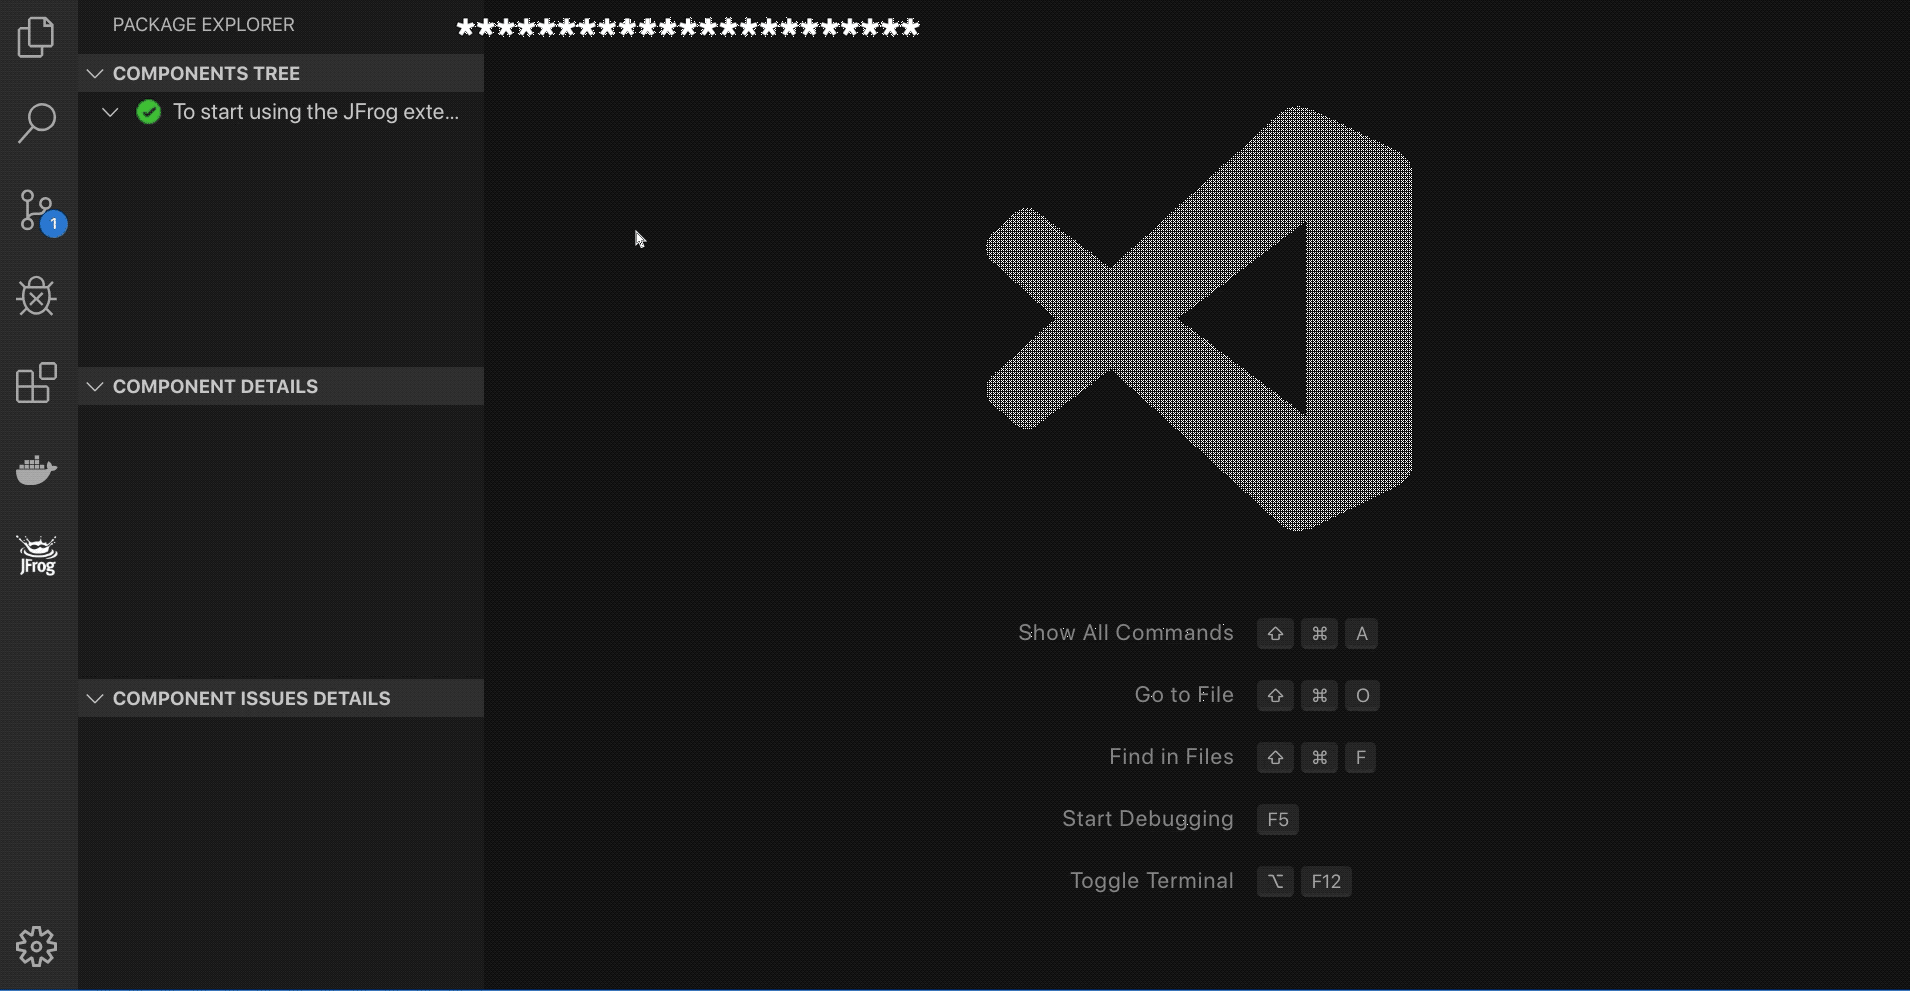 PACKAGE EXPLORER
***********************
COMPONENTS TREE
To start using the JFrog exte...
1
COMPONENT DETAILS
JFrog
COMPONENT ISSUES DETAILS
Show All Commands ⇧ ⌘ A
Go to File ⇧ ⌘ O
Find in Files ⇧ ⌘ F
Start Debugging F5
Toggle Terminal ⌥ F12